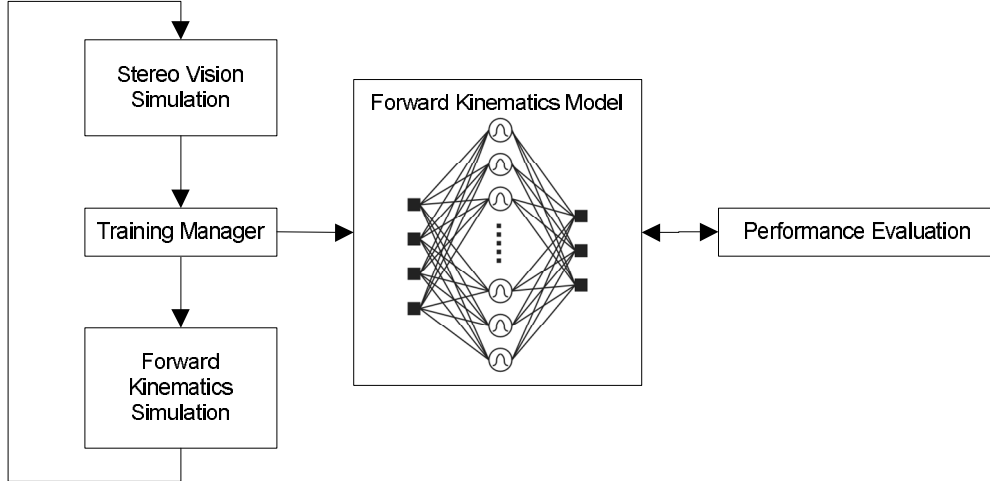 Stereo Vision
Simulation
Forward Kinematics Model
Training Manager
Performance Evaluation
Forward
Kinematics
Simulation